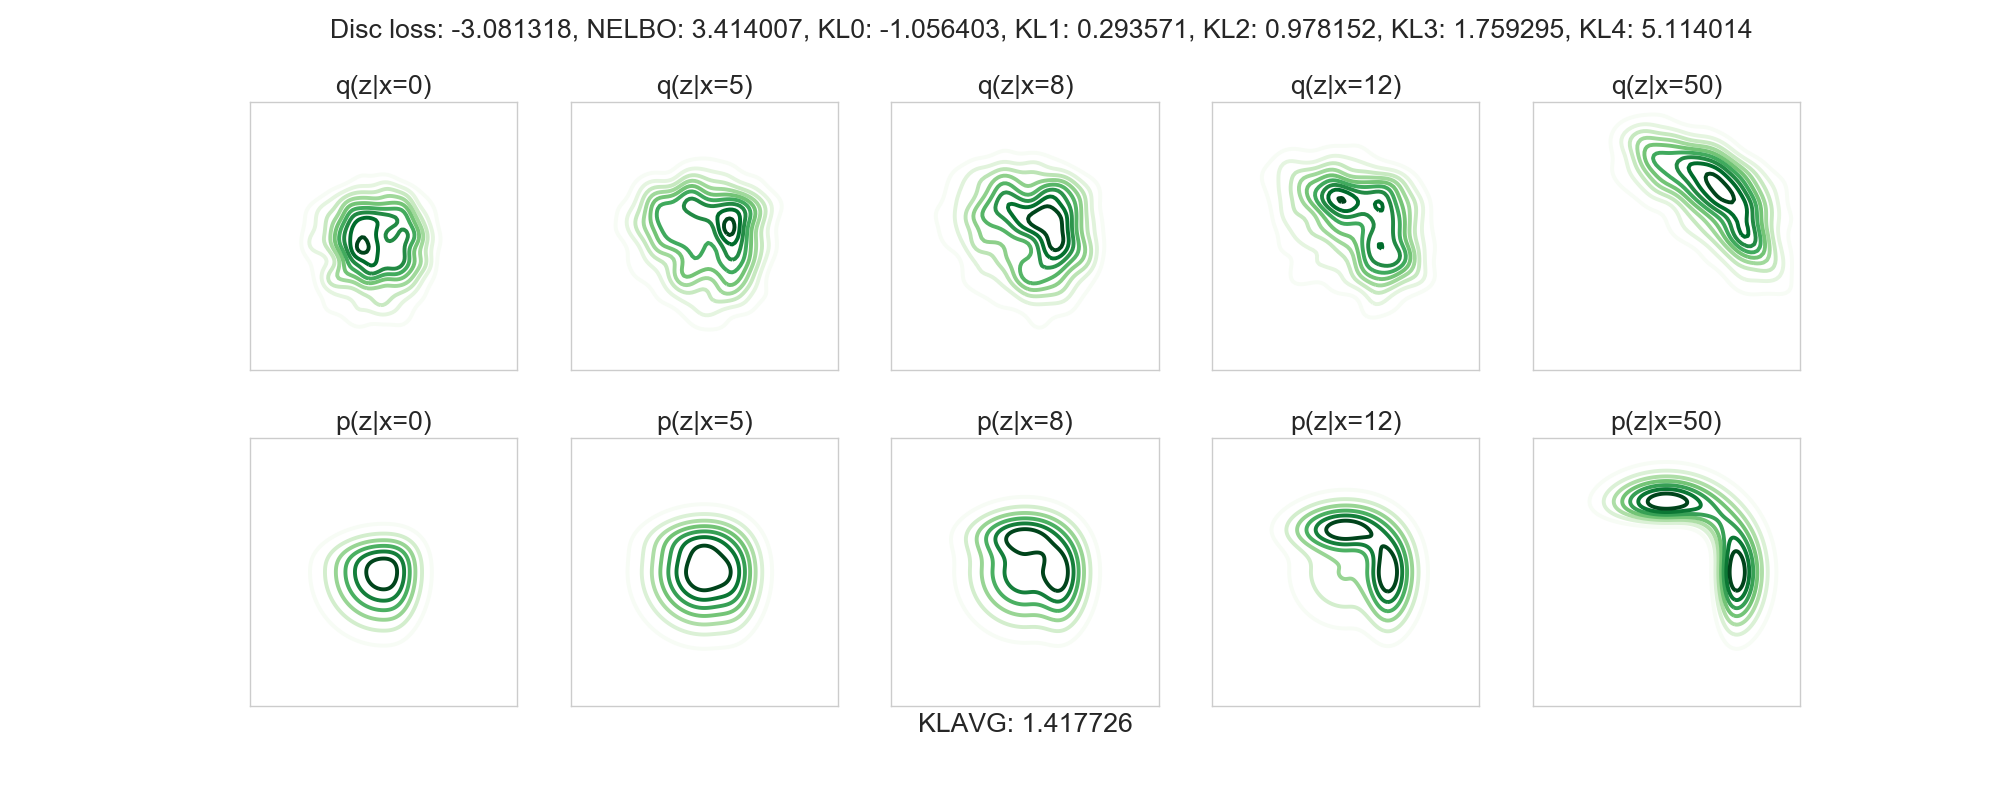 Disc loss: -3.081318, NELBO: 3.414007, KL0: -1.056403, KL1: 0.293571, KL2: 0.978152, KL3: 1.759295, KL4: 5.114014
q(z|x=0) q(z|x=5) q(z|x=8) q(z|x=12) q(z|x=50)
p(z|x=0) p(z|x=5) p(z|x=8) p(z|x=12) p(z|x=50)
KLAVG: 1.417726